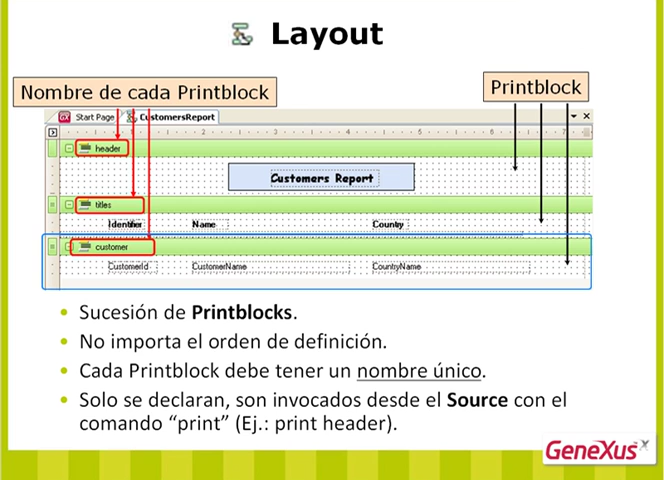 Layout
Nombre de cada Printblock
Printblock
Start Page
CustomersReport
header
Customers Report
titles
Identifier Name Country
customer
CustomerId CustomerName CountryName
• Sucesión de Printblocks.
• No importa el orden de definición.
• Cada Printblock debe tener un nombre único.
• Solo se declaran, son invocados desde el Source con el
comando “print” (Ej.: print header).
GeneXus